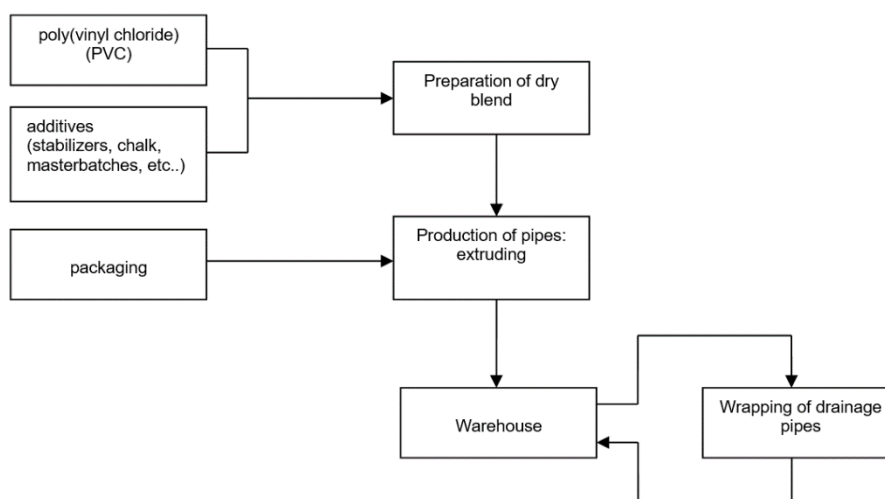 poly(vinyl chloride)
(PVC)
Preparation of dry
blend
additives
(stabilizers, chalk,
masterbatches, etc..)
Production of pipes:
extruding
packaging
Warehouse
Wrapping of drainage
pipes